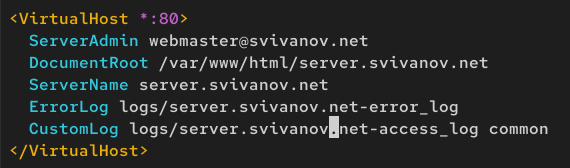 <VirtualHost *:80>
  ServerAdmin webmaster@svivanov.net
  DocumentRoot /var/www/html/server.svivanov.net
  ServerName server.svivanov.net
  ErrorLog logs/server.svivanov.net-error_log
  CustomLog logs/server.svivanov.net-access_log common
</VirtualHost>